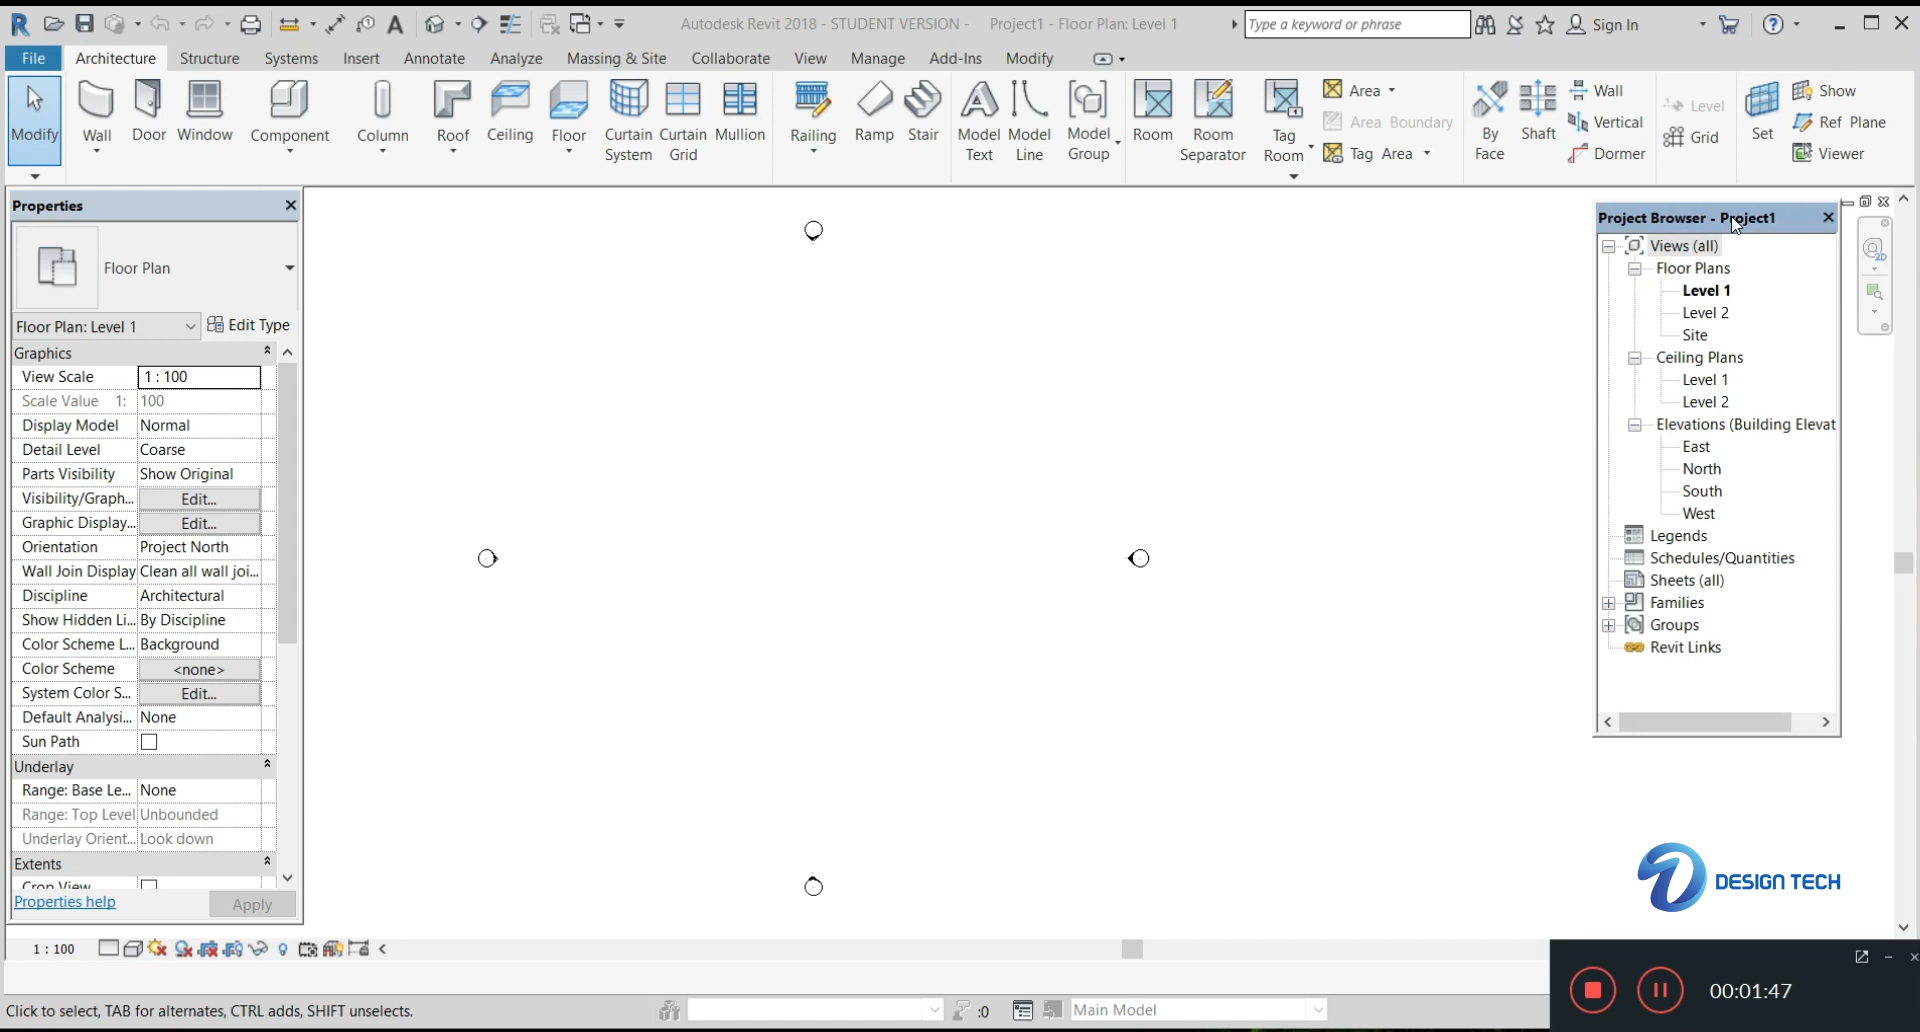 Autodesk Revit 2018 - STUDENT VERSION - Project1 - Floor Plan: Level 1
Type a keyword or phrase
Sign In
File Architecture Structure Systems Insert Annotate Analyze Massing & Site Collaborate View Manage Add-Ins Modify
Modify
Wall
Door
Window
Component
Column
Roof
Ceiling
Floor
Curtain System
Curtain Grid
Mullion
Railing
Ramp
Stair
Model Text
Model Line
Model Group
Room
Room Separator
Tag Room
Area
Area Boundary
Tag Area
By Face
Shaft
Wall
Vertical
Dormer
Level
Grid
Set
Show
Ref Plane
Viewer
Properties
Floor Plan
Floor Plan: Level 1 Edit Type
Graphics
View Scale 1 : 100
Scale Value 1: 100
Display Model Normal
Detail Level Coarse
Parts Visibility Show Original
Visibility/Graph... Edit...
Graphic Display... Edit...
Orientation Project North
Wall Join Display Clean all wall joi...
Discipline Architectural
Show Hidden Li... By Discipline
Color Scheme L... Background
Color Scheme <none>
System Color S... Edit...
Default Analysi... None
Sun Path
Underlay
Range: Base Le... None
Range: Top Level Unbounded
Underlay Orient... Look down
Extents
Crop View
Properties help Apply
Project Browser - Project1
Views (all)
Floor Plans
Level 1
Level 2
Site
Ceiling Plans
Level 1
Level 2
Elevations (Building Elevat
East
North
South
West
Legends
Schedules/Quantities
Sheets (all)
Families
Groups
Revit Links
2D
DESIGN TECH
1 : 100
00:01:47
Click to select, TAB for alternates, CTRL adds, SHIFT unselects.
:0
Main Model